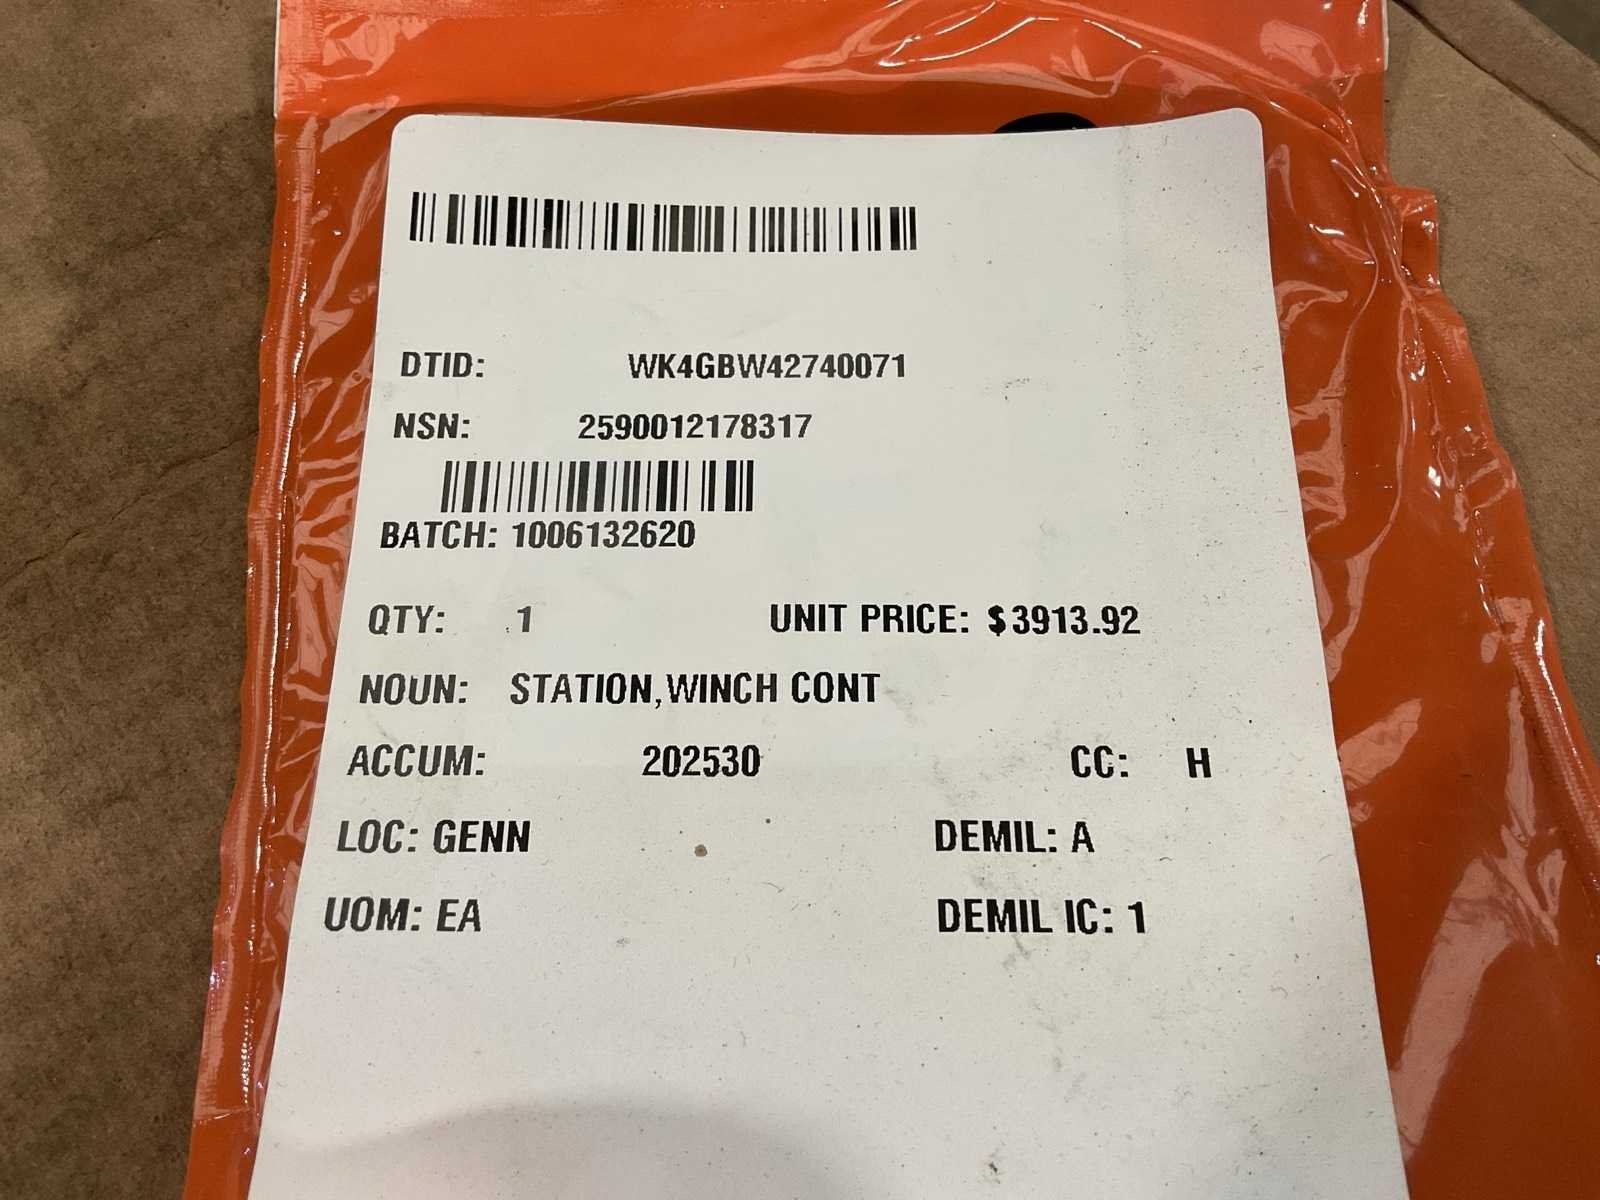 DTID: WK4GBW42740071
NSN: 2590012178317
BATCH: 1006132620
QTY: 1 UNIT PRICE: $3913.92
NOUN: STATION,WINCH CONT
ACCUM: 202530 CC: H
LOC: GENN DEMIL: A
UOM: EA DEMIL IC: 1